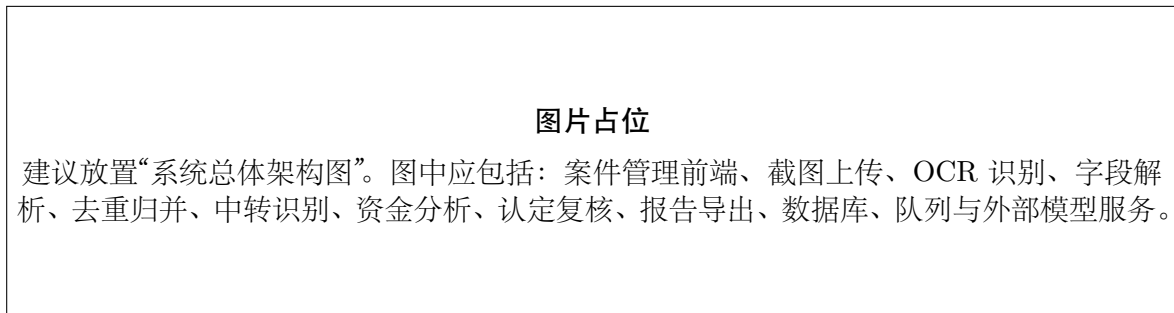 图片占位
建议放置“系统总体架构图”。图中应包括：案件管理前端、截图上传、OCR 识别、字段解
析、去重归并、中转识别、资金分析、认定复核、报告导出、数据库、队列与外部模型服务。